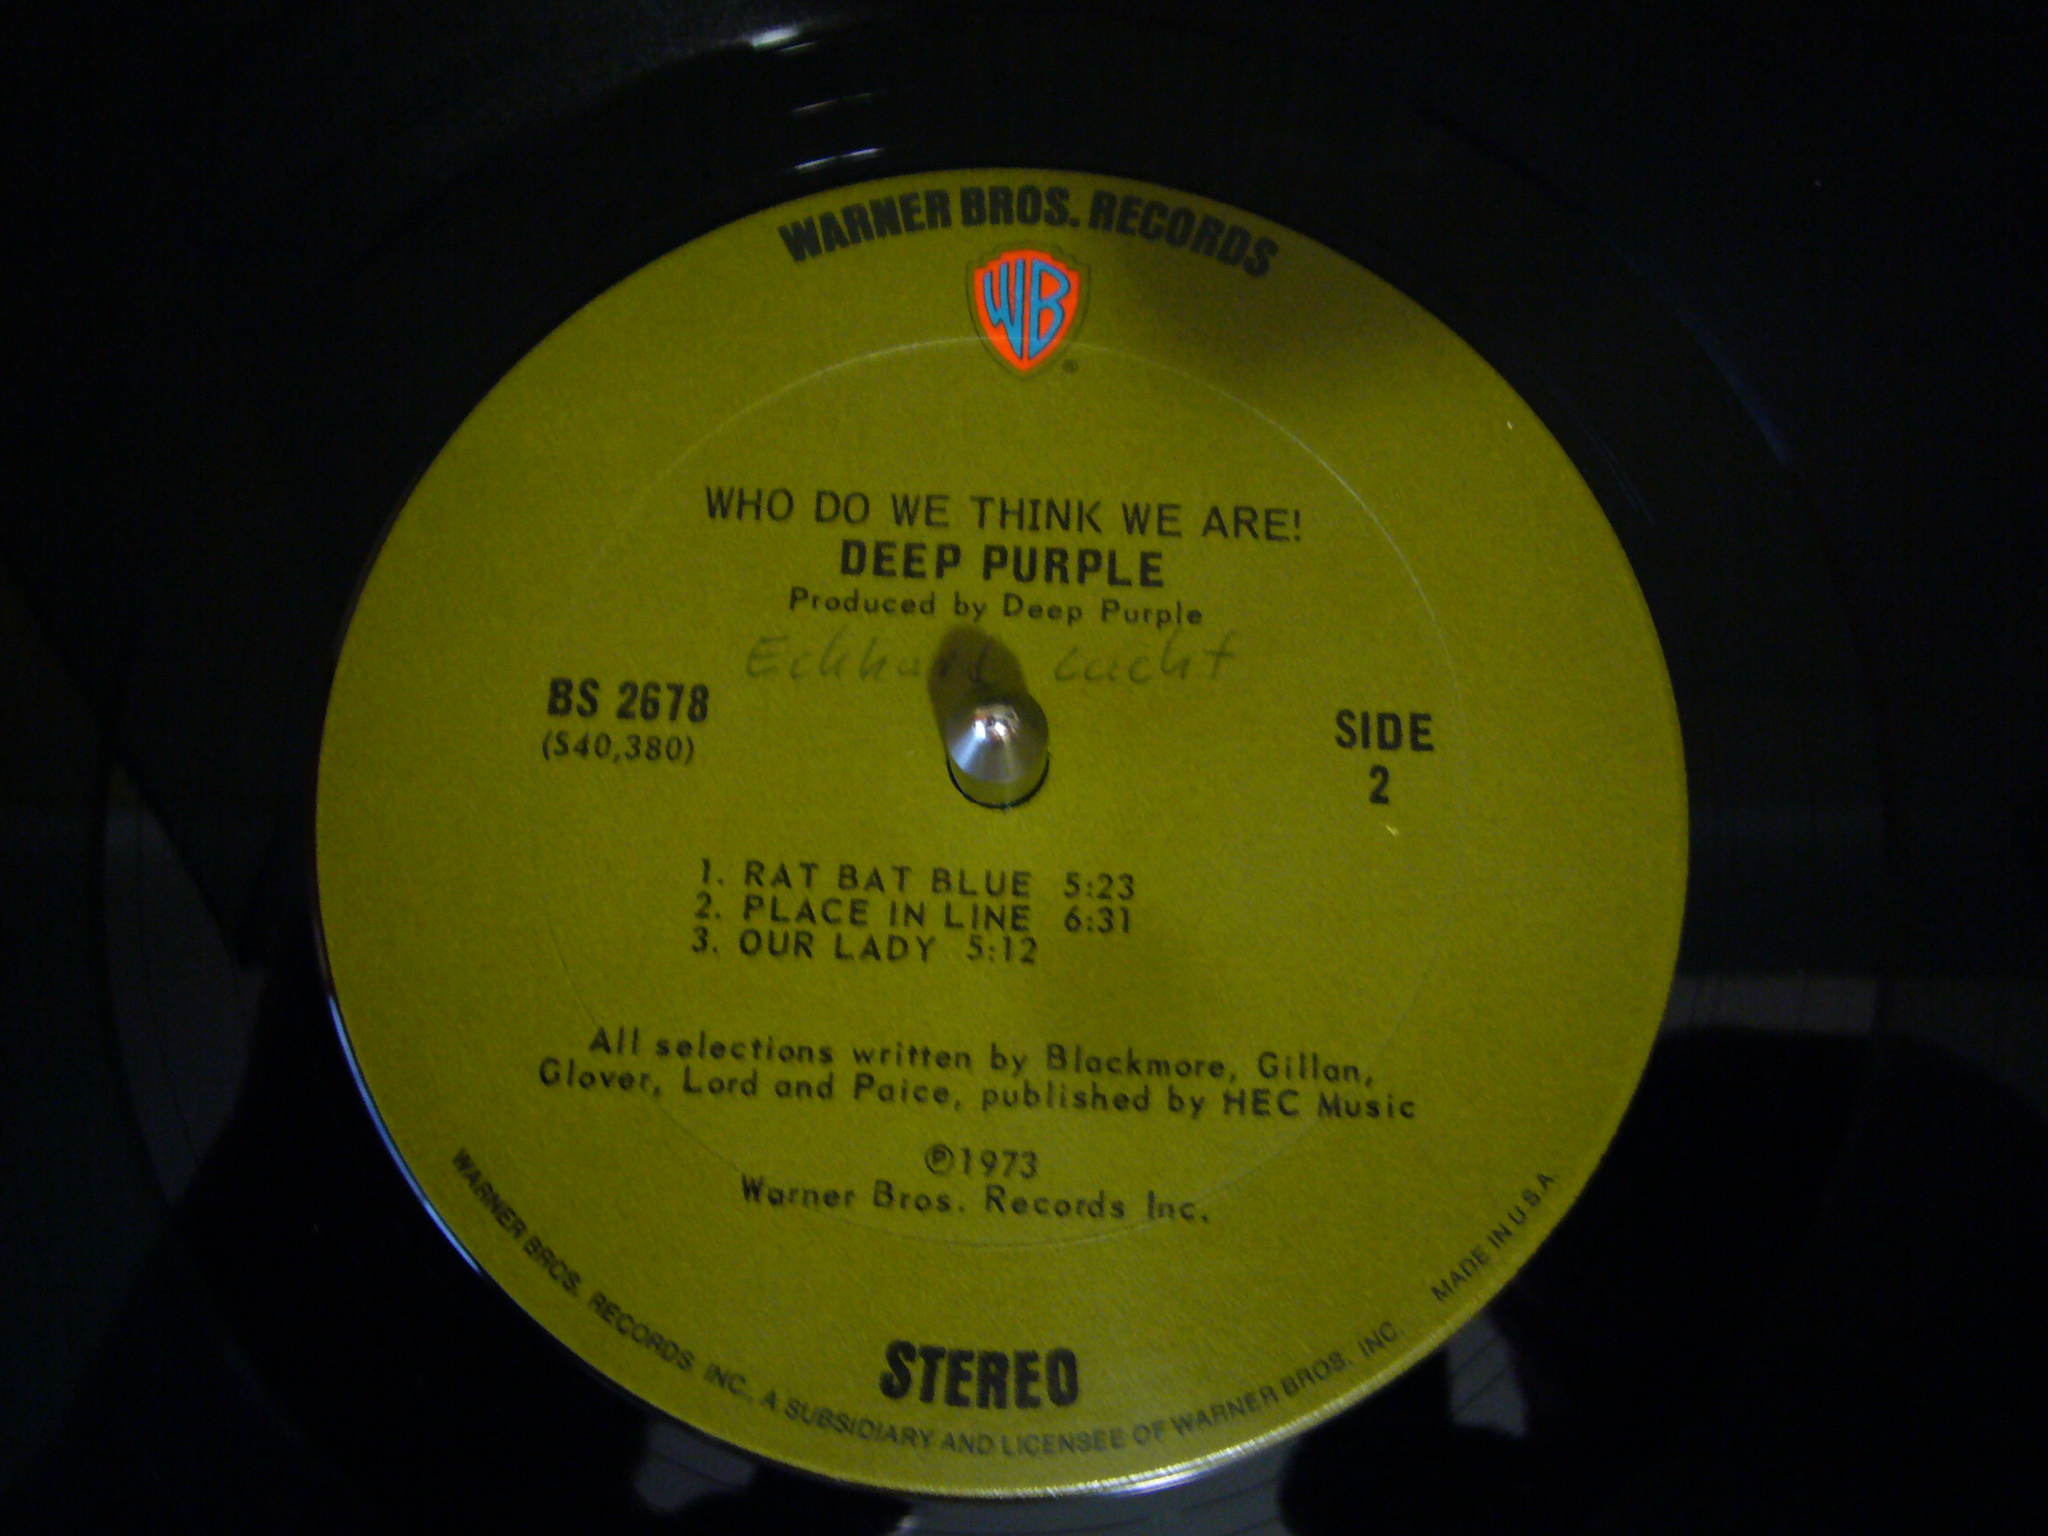 WARNER BROS. RECORDS
WB
®
WHO DO WE THINK WE ARE!
DEEP PURPLE
Produced by Deep Purple
Eckhard
BS 2678
(S40,380)
SIDE
2
1. RAT BAT BLUE 5:23
2. PLACE IN LINE 6:31
3. OUR LADY 5:12
All selections written by Blackmore, Gillan,
Glover, Lord and Paice, published by HEC Music
℗1973
Warner Bros. Records Inc.
STEREO
WARNER BROS. RECORDS INC., A SUBSIDIARY AND LICENSEE OF WARNER BROS. INC. MADE IN U.S.A.